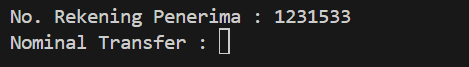 No. Rekening Penerima : 1231533
Nominal Transfer :